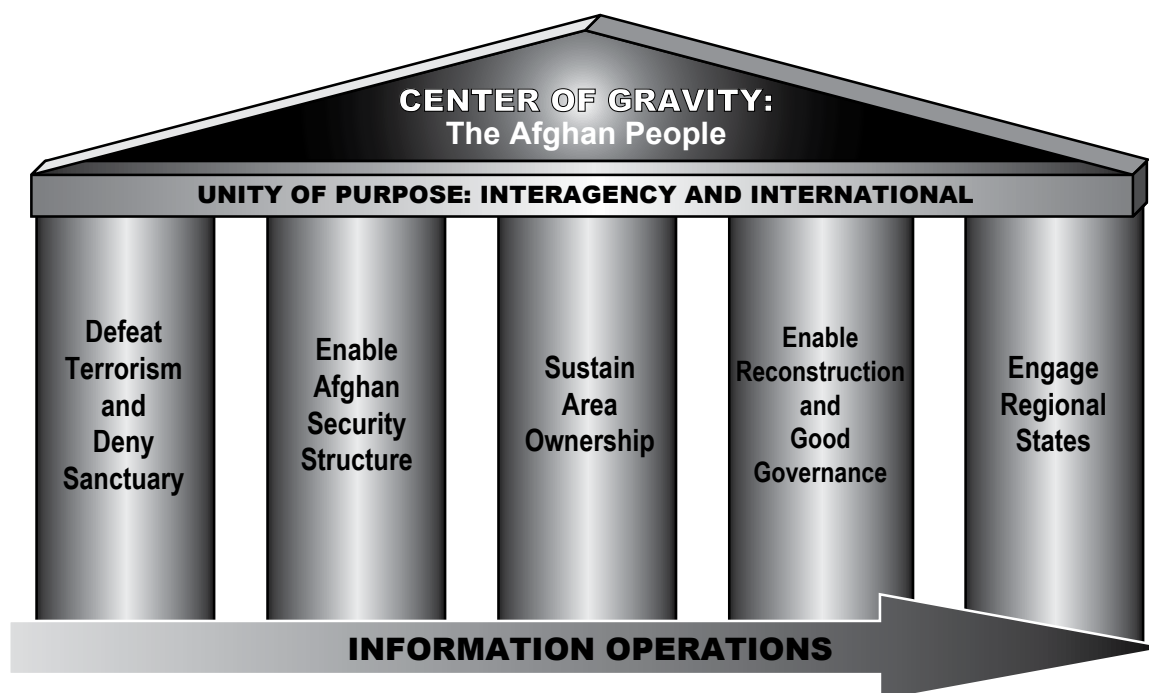 CENTER OF GRAVITY:
The Afghan People
UNITY OF PURPOSE: INTERAGENCY AND INTERNATIONAL
Defeat
Terrorism
and
Deny
Sanctuary
Enable
Afghan
Security
Structure
Sustain
Area
Ownership
Enable
Reconstruction
and
Good
Governance
Engage
Regional
States
INFORMATION OPERATIONS